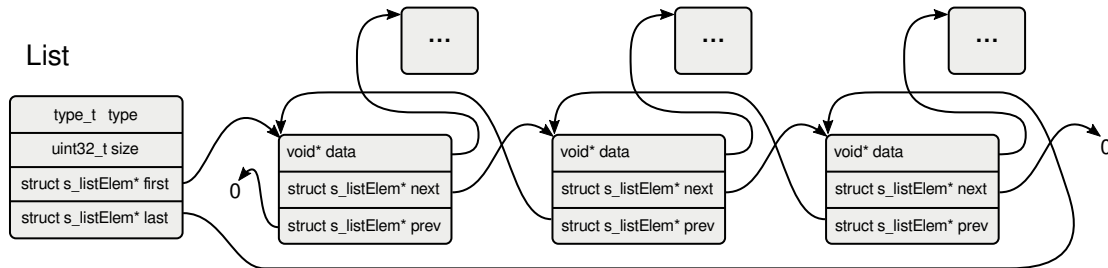 List
type_t type
uint32_t size
struct s_listElem* first
struct s_listElem* last
0
...
void* data
struct s_listElem* next
struct s_listElem* prev
...
void* data
struct s_listElem* next
struct s_listElem* prev
...
void* data
struct s_listElem* next
struct s_listElem* prev
0